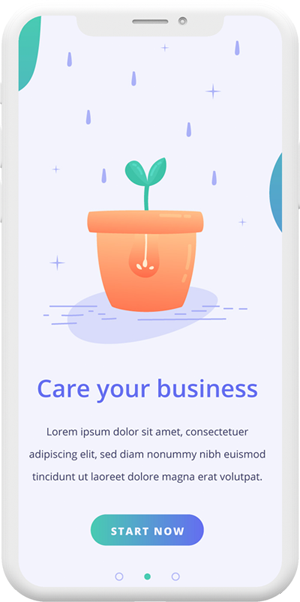 Care your business
Lorem ipsum dolor sit amet, consectetuer
adipiscing elit, sed diam nonummy nibh euismod
tincidunt ut laoreet dolore magna erat volutpat.
START NOW